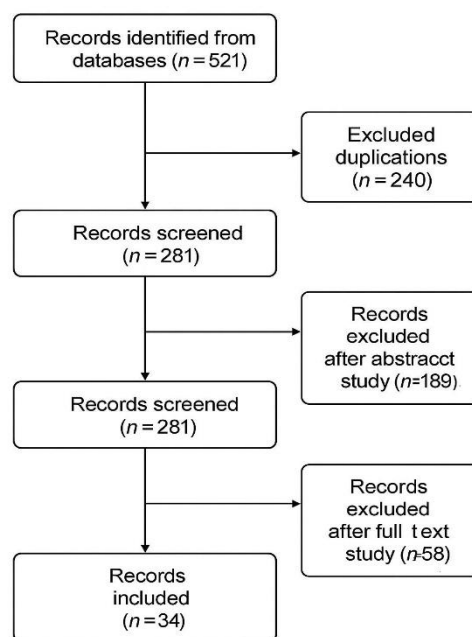 Records identified from
databases (n = 521)
Excluded
duplications
(n = 240)
Records screened
(n = 281)
Records
excluded
after abstracct
study (n=189)
Records screened
(n = 281)
Records
excluded
after full text
study (n=58)
Records
included
(n = 34)